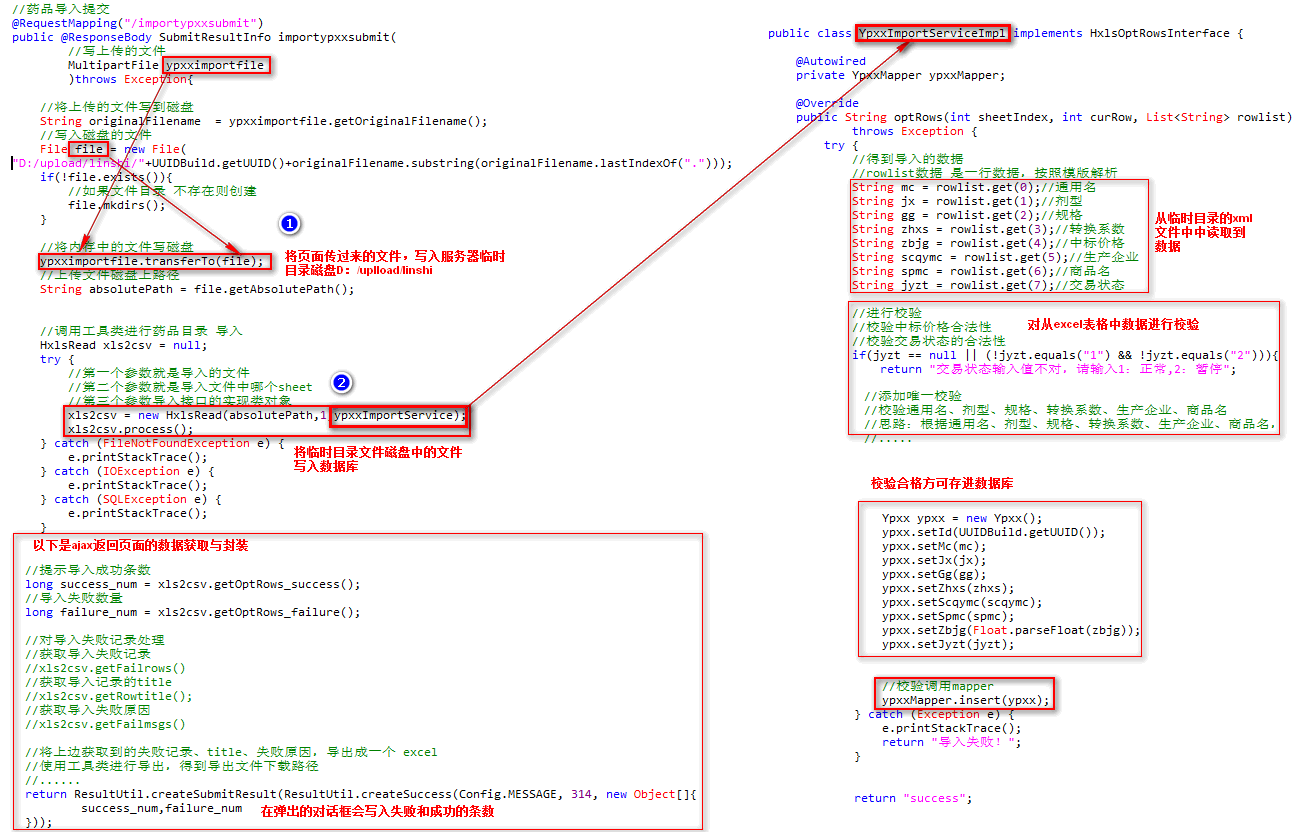 //药品导入提交
@RequestMapping("/importypxxsubmit")
public @ResponseBody SubmitResultInfo importypxxsubmit(
//写上传的文件
MultipartFile ypxximportfile
)throws Exception{
//将上传的文件写到磁盘
String originalFilename  = ypxximportfile.getOriginalFilename();
//写入磁盘的文件
File file = new File(
"D:/upload/linshi/"+UUIDBuild.getUUID()+originalFilename.substring(originalFilename.lastIndexOf(".")));
if(!file.exists()){
//如果文件目录 不存在则创建
file.mkdirs();
}
1
//将内存中的文件写磁盘
ypxximportfile.transferTo(file);
将页面传过来的文件，写入服务器临时
目录磁盘D：/uplload/linshi
//上传文件磁盘上路径
String absolutePath = file.getAbsolutePath();
//调用工具类进行药品目录 导入
HxlsRead xls2csv = null;
try {
//第一个参数就是导入的文件
//第二个参数就是导入文件中哪个sheet
2
//第三个参数导入接口的实现类对象
xls2csv = new HxlsRead(absolutePath,1,ypxxImportService);
xls2csv.process();
} catch (FileNotFoundException e) {
e.printStackTrace();
将临时目录文件磁盘中的文件
写入数据库
} catch (IOException e) {
e.printStackTrace();
} catch (SQLException e) {
e.printStackTrace();
}
以下是ajax返回页面的数据获取与封装
//提示导入成功条数
long success_num = xls2csv.getOptRows_success();
//导入失败数量
long failure_num = xls2csv.getOptRows_failure();
//对导入失败记录处理
//获取导入失败记录
//xls2csv.getFailrows()
//获取导入记录的title
//xls2csv.getRowtitle();
//获取导入失败原因
//xls2csv.getFailmsgs()
//将上边获取到的失败记录、title、失败原因，导出成一个 excel
//使用工具类进行导出，得到导出文件下载路径
//......
return ResultUtil.createSubmitResult(ResultUtil.createSuccess(Config.MESSAGE, 314, new Object[]{
success_num,failure_num
在弹出的对话框会写入失败和成功的条数
}));
public class YpxxImportServiceImpl implements HxlsOptRowsInterface {
@Autowired
private YpxxMapper ypxxMapper;
@Override
public String optRows(int sheetIndex, int curRow, List<String> rowlist)
throws Exception {
try {
//得到导入的数据
//rowlist数据 是一行数据，按照模版解析
String mc = rowlist.get(0);//通用名
String jx = rowlist.get(1);//剂型
String gg = rowlist.get(2);//规格
String zhxs = rowlist.get(3);//转换系数
String zbjg = rowlist.get(4);//中标价格
String scqymc = rowlist.get(5);//生产企业
String spmc = rowlist.get(6);//商品名
String jyzt = rowlist.get(7);//交易状态
从临时目录的xml
文件中中读取到
数据
//进行校验
//校验中标价格合法性
对从excel表格中数据进行校验
//校验交易状态的合法性
if(jyzt == null || (!jyzt.equals("1") && !jyzt.equals("2"))){
return "交易状态输入值不对，请输入1：正常,2：暂停";
//添加唯一校验
//校验通用名、剂型、规格、转换系数、生产企业、商品名
//思路：根据通用名、剂型、规格、转换系数、生产企业、商品名，
//.....
校验合格方可存进数据库
Ypxx ypxx = new Ypxx();
ypxx.setId(UUIDBuild.getUUID());
ypxx.setMc(mc);
ypxx.setJx(jx);
ypxx.setGg(gg);
ypxx.setZhxs(zhxs);
ypxx.setScqymc(scqymc);
ypxx.setSpmc(spmc);
ypxx.setZbjg(Float.parseFloat(zbjg));
ypxx.setJyzt(jyzt);
//校验调用mapper
ypxxMapper.insert(ypxx);
} catch (Exception e) {
e.printStackTrace();
return "导入失败！";
}
return "success";